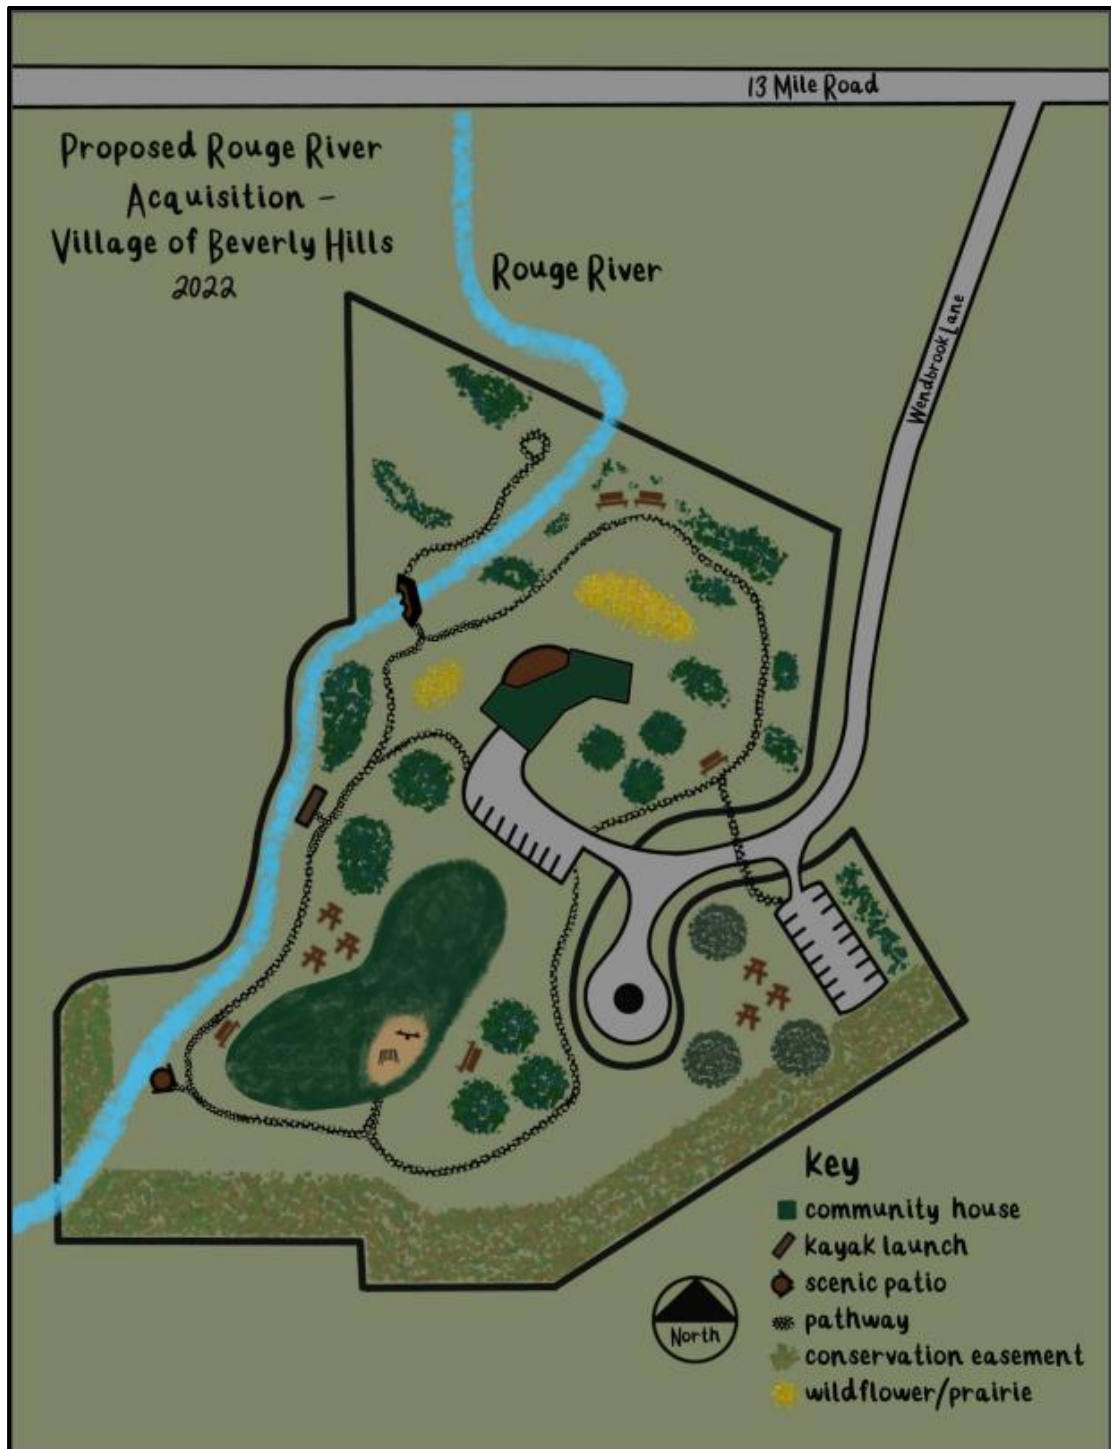 13 Mile Road
Proposed Rouge River
Acquisition –
Village of Beverly Hills
2022
Rouge River
Wendbrook Lane
Key
community house
kayak launch
scenic patio
pathway
conservation easement
wildflower/prairie
North